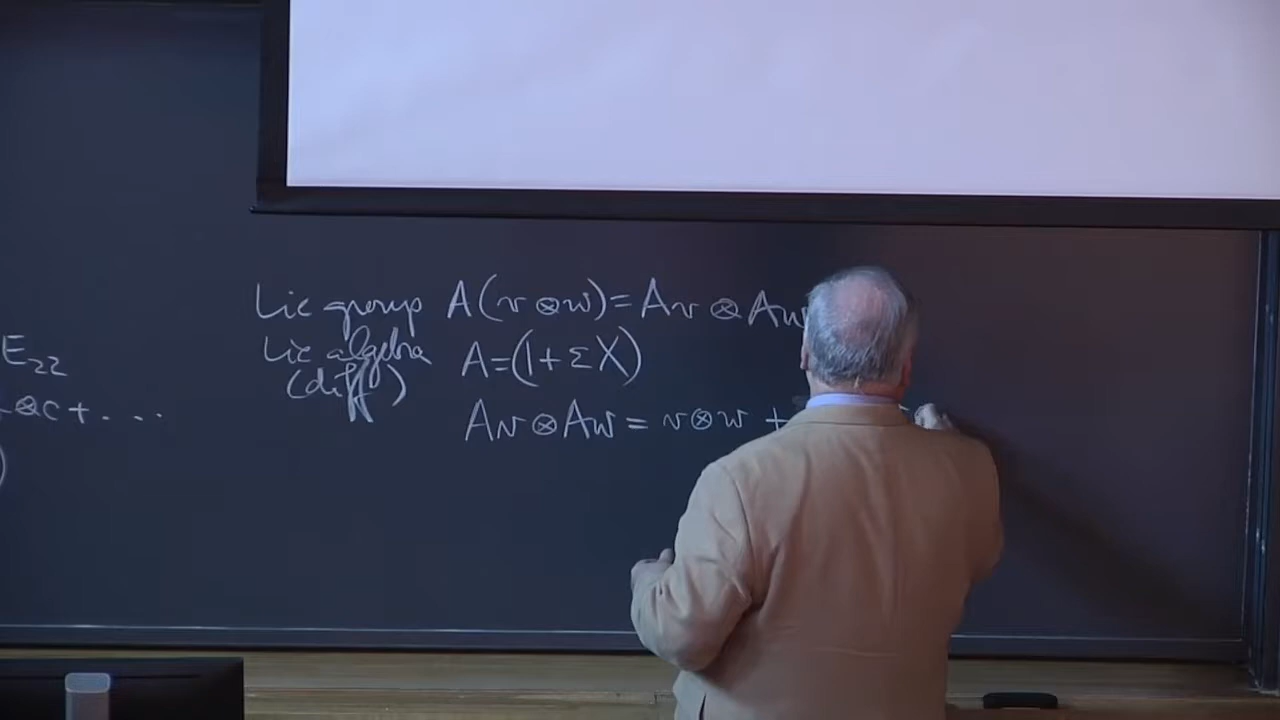 Lie group A(v⊗w)=Av⊗Aw
Lie algebra A=(1+εX)
(diff)
Av⊗Aw= v⊗w +
E₂₂
⊗c+...
)